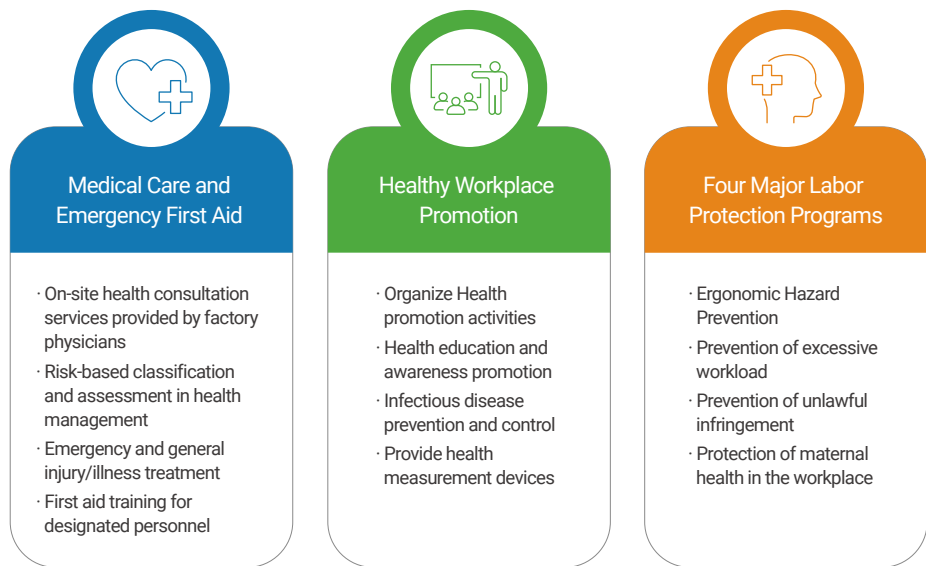 Medical Care and
Emergency First Aid
· On-site health consultation
services provided by factory
physicians
· Risk-based classification
and assessment in health
management
· Emergency and general
injury/illness treatment
· First aid training for
designated personnel
Healthy Workplace
Promotion
· Organize Health
promotion activities
· Health education and
awareness promotion
· Infectious disease
prevention and control
· Provide health
measurement devices
Four Major Labor
Protection Programs
· Ergonomic Hazard
Prevention
· Prevention of excessive
workload
· Prevention of unlawful
infringement
· Protection of maternal
health in the workplace